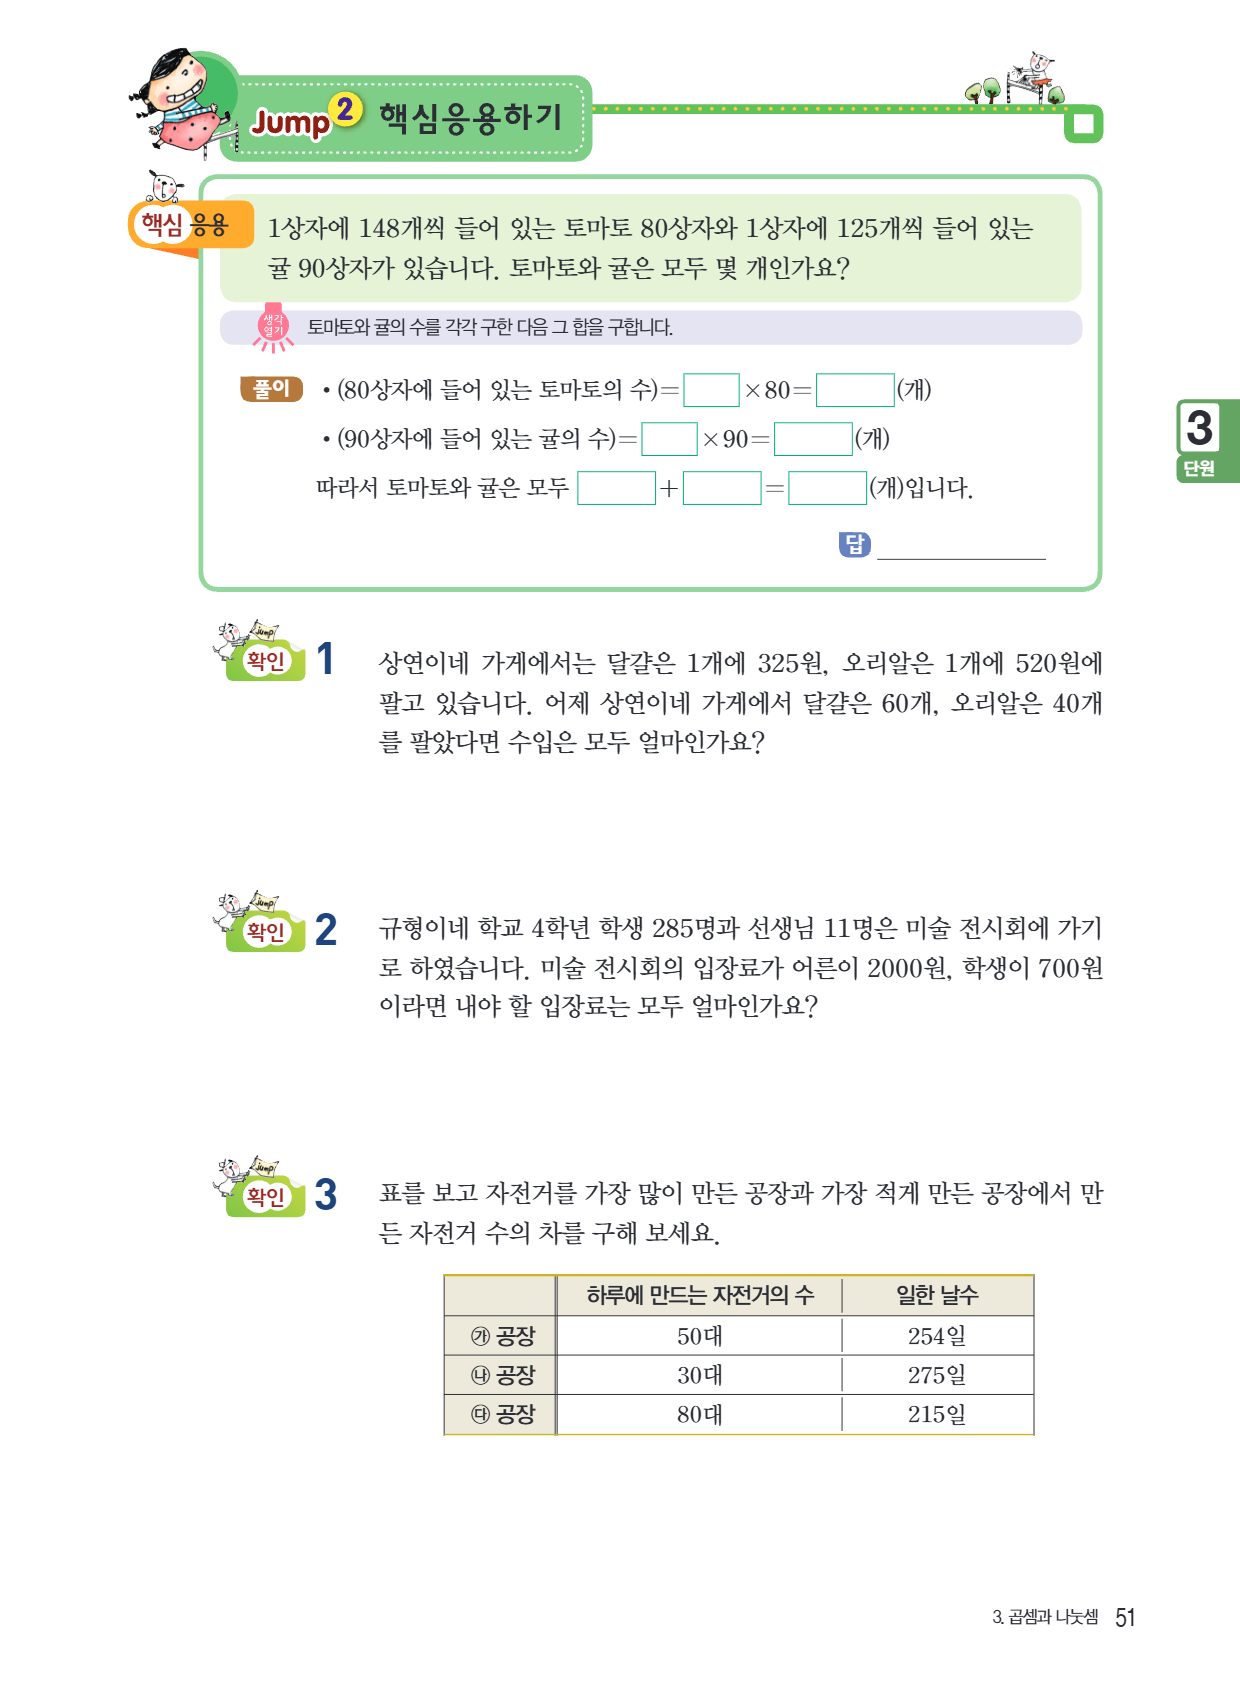 Jump 2 핵심응용하기
핵심 응용
1상자에 148개씩 들어 있는 토마토 80상자와 1상자에 125개씩 들어 있는
귤 90상자가 있습니다. 토마토와 귤은 모두 몇 개인가요?
생각
열기
토마토와 귤의 수를 각각 구한 다음 그 합을 구합니다.
풀이 • (80상자에 들어 있는 토마토의 수)= ×80= (개)
• (90상자에 들어 있는 귤의 수)= ×90= (개)
따라서 토마토와 귤은 모두 + = (개)입니다.
답
3
단원
Jump
확인 1
상연이네 가게에서는 달걀은 1개에 325원, 오리알은 1개에 520원에
팔고 있습니다. 어제 상연이네 가게에서 달걀은 60개, 오리알은 40개
를 팔았다면 수입은 모두 얼마인가요?
Jump
확인 2
규형이네 학교 4학년 학생 285명과 선생님 11명은 미술 전시회에 가기
로 하였습니다. 미술 전시회의 입장료가 어른이 2000원, 학생이 700원
이라면 내야 할 입장료는 모두 얼마인가요?
Jump
확인 3
표를 보고 자전거를 가장 많이 만든 공장과 가장 적게 만든 공장에서 만
든 자전거 수의 차를 구해 보세요.
하루에 만드는 자전거의 수 일한 날수
㉮ 공장 50대 254일
㉯ 공장 30대 275일
㉰ 공장 80대 215일
3. 곱셈과 나눗셈 51